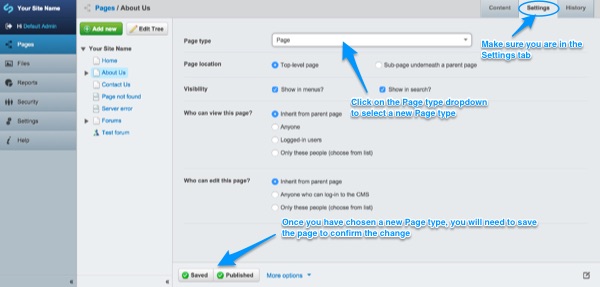 Your Site Name
Hi Default Admin
Pages
Files
Reports
Security
Settings
Help
Pages / About Us
Add new
Edit Tree
Your Site Name
Home
About Us
Contact Us
Page not found
Server error
Forums
Test forum
Content
Settings
History
Make sure you are in the
Settings tab
Page type
Page
Page location
Top-level page
Sub-page underneath a parent page
Visibility
Show in menus?
Show in search?
Click on the Page type dropdown
to select a new Page type
Who can view this page?
Inherit from parent page
Anyone
Logged-in users
Only these people (choose from list)
Who can edit this page?
Inherit from parent page
Anyone who can log-in to the CMS
Only these people (choose from list)
Once you have chosen a new Page type, you will need to save
the page to confirm the change
Saved
Published
More options
«
«